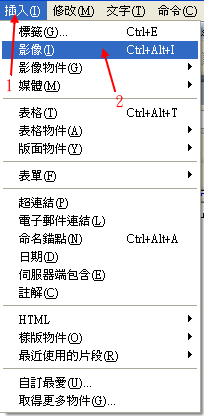 插入(I) 修改(M) 文字(T) 命令(C)
標籤(G)... Ctrl+E
影像(I) Ctrl+Alt+I
影像物件(G)
媒體(M)
1 2
表格(T) Ctrl+Alt+T
表格物件(A)
版面物件(Y)
表單(F)
超連結(P)
電子郵件連結(L)
命名錨點(N) Ctrl+Alt+A
日期(D)
伺服器端包含(E)
註解(C)
HTML
樣版物件(O)
最近使用的片段(R)
自訂最愛(U)...
取得更多物件(G)...